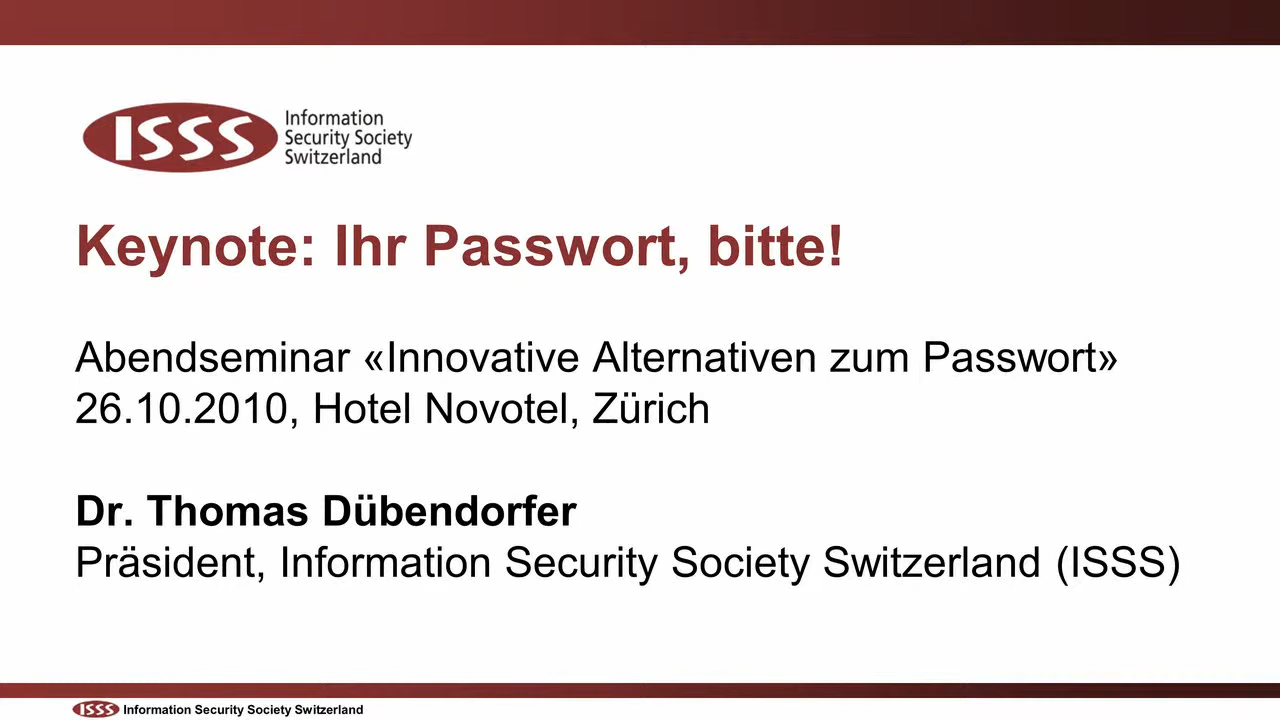 ISSS
Information
Security Society
Switzerland
Keynote: Ihr Passwort, bitte!
Abendseminar «Innovative Alternativen zum Passwort»
26.10.2010, Hotel Novotel, Zürich
Dr. Thomas Dübendorfer
Präsident, Information Security Society Switzerland (ISSS)
ISSS Information Security Society Switzerland